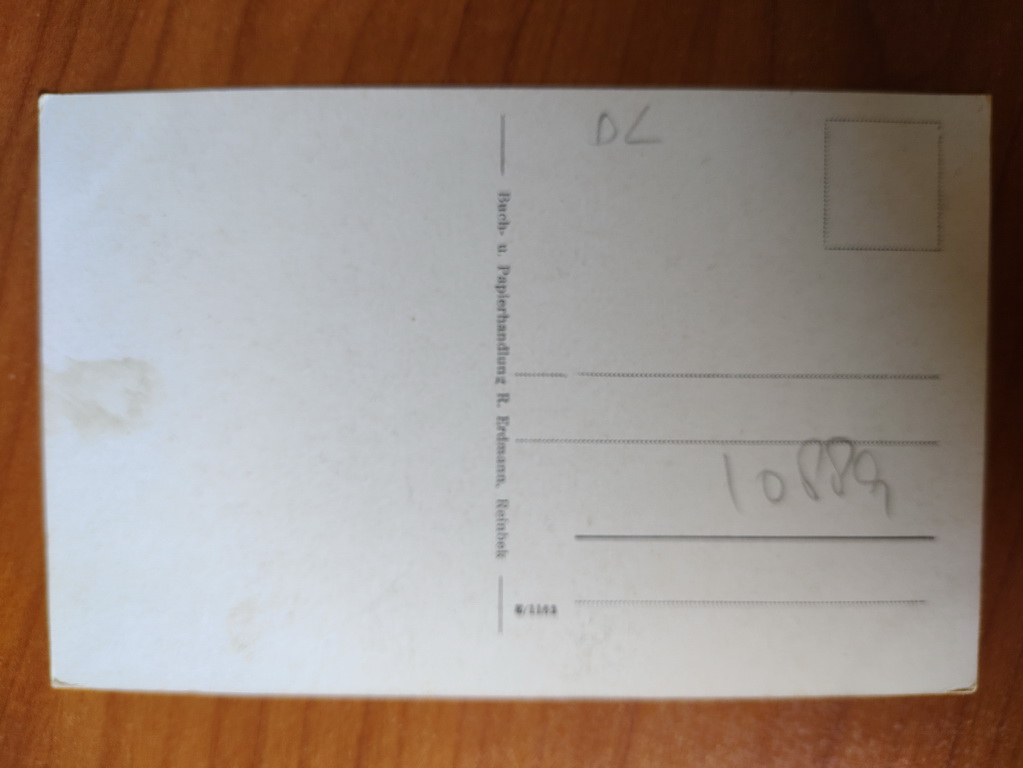 DL
Buch- u. Papierhandlung R. Erdmann, Reinbek
10889